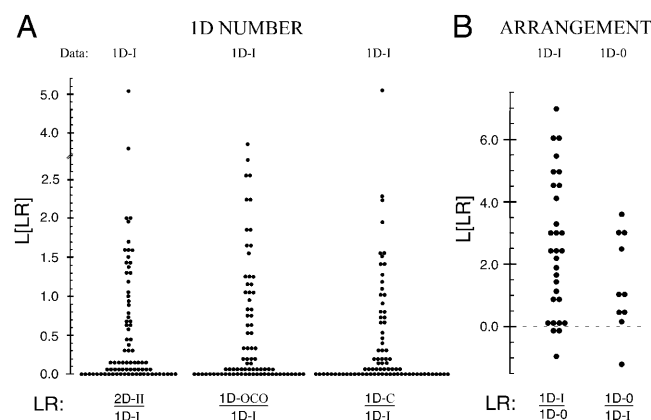 A 1D NUMBER
Data: 1D-I 1D-I 1D-I
5.0
4.0
2.5
2.0
1.5
1.0
0.5
0.0
L[LR]
LR: 2D-II/1D-I 1D-OCO/1D-I 1D-C/1D-I
B ARRANGEMENT
1D-I 1D-0
6.0
4.0
2.0
0.0
L[LR]
LR: 1D-I/1D-0 1D-0/1D-I